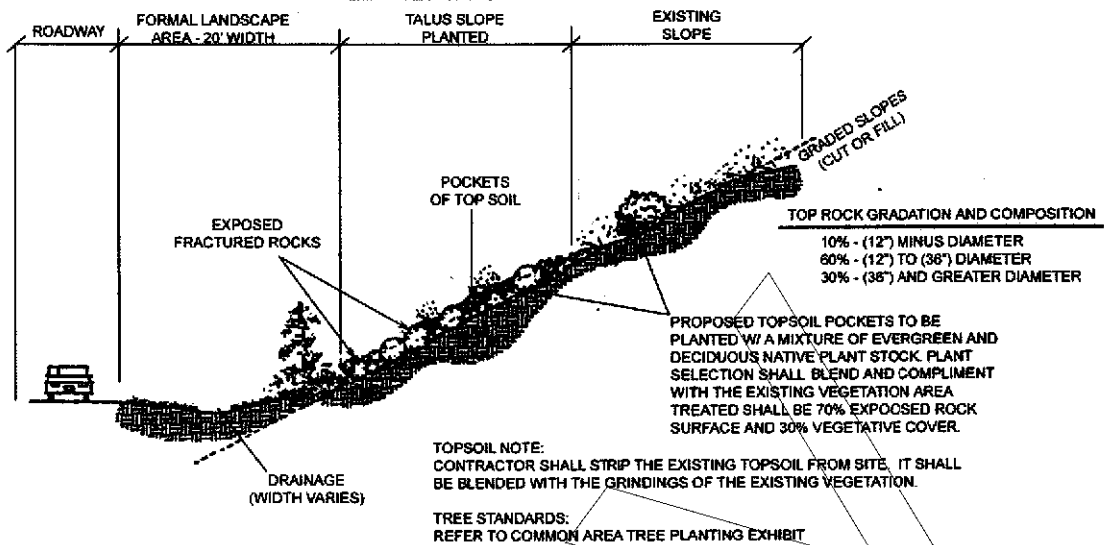 ROADWAY
FORMAL LANDSCAPE
AREA - 20' WIDTH
TALUS SLOPE
PLANTED
EXISTING
SLOPE
GRADED SLOPES
(CUT OR FILL)
POCKETS
OF TOP SOIL
EXPOSED
FRACTURED ROCKS
TOP ROCK GRADATION AND COMPOSITION
10% - (12") MINUS DIAMETER
60% - (12") TO (36") DIAMETER
30% - (36") AND GREATER DIAMETER
PROPOSED TOPSOIL POCKETS TO BE
PLANTED W/ A MIXTURE OF EVERGREEN AND
DECIDUOUS NATIVE PLANT STOCK. PLANT
SELECTION SHALL BLEND AND COMPLIMENT
WITH THE EXISTING VEGETATION AREA
TREATED SHALL BE 70% EXPOOSED ROCK
SURFACE AND 30% VEGETATIVE COVER.
DRAINAGE
(WIDTH VARIES)
TOPSOIL NOTE:
CONTRACTOR SHALL STRIP THE EXISTING TOPSOIL FROM SITE. IT SHALL
BE BLENDED WITH THE GRINDINGS OF THE EXISTING VEGETATION.
TREE STANDARDS:
REFER TO COMMON AREA TREE PLANTING EXHIBIT